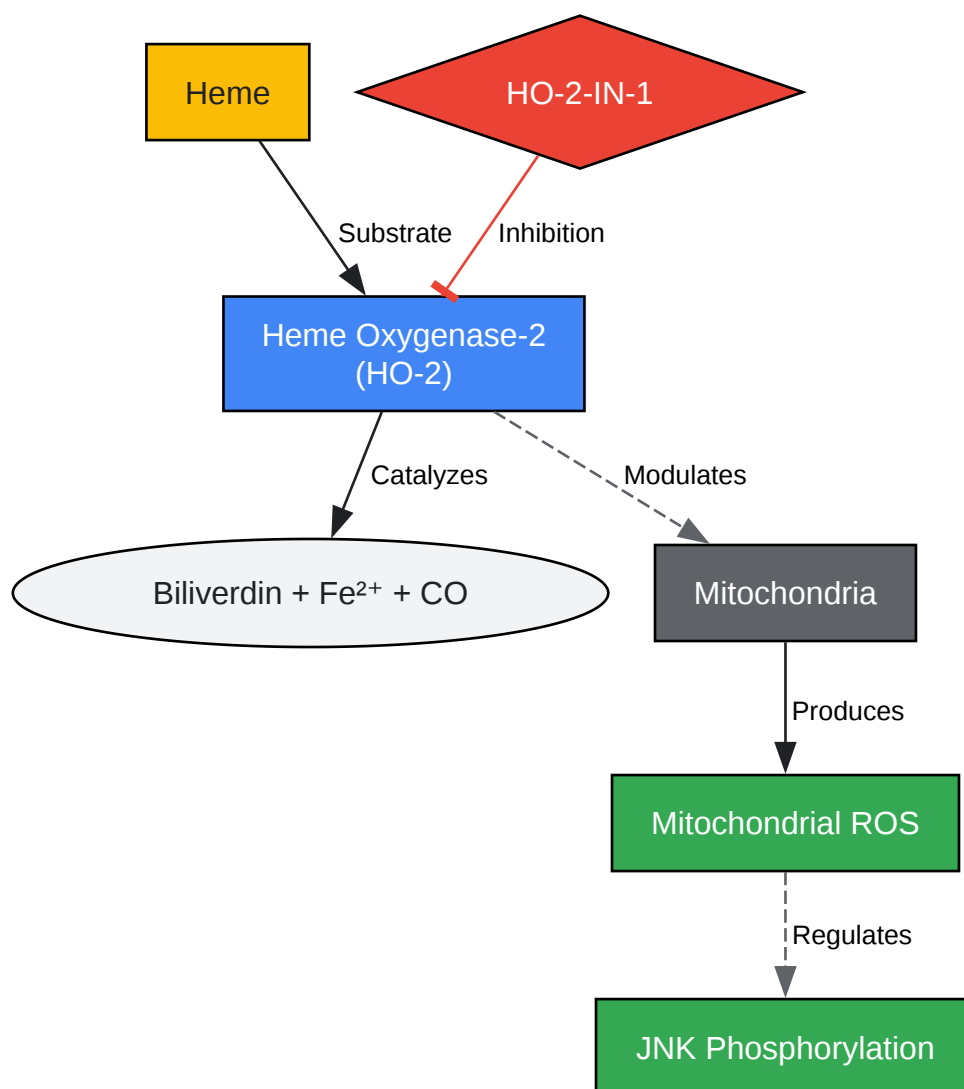 Heme
HO-2-IN-1
Substrate
Inhibition
Heme Oxygenase-2
(HO-2)
Catalyzes
Modulates
Biliverdin + Fe²⁺ + CO
Mitochondria
Produces
Mitochondrial ROS
Regulates
JNK Phosphorylation